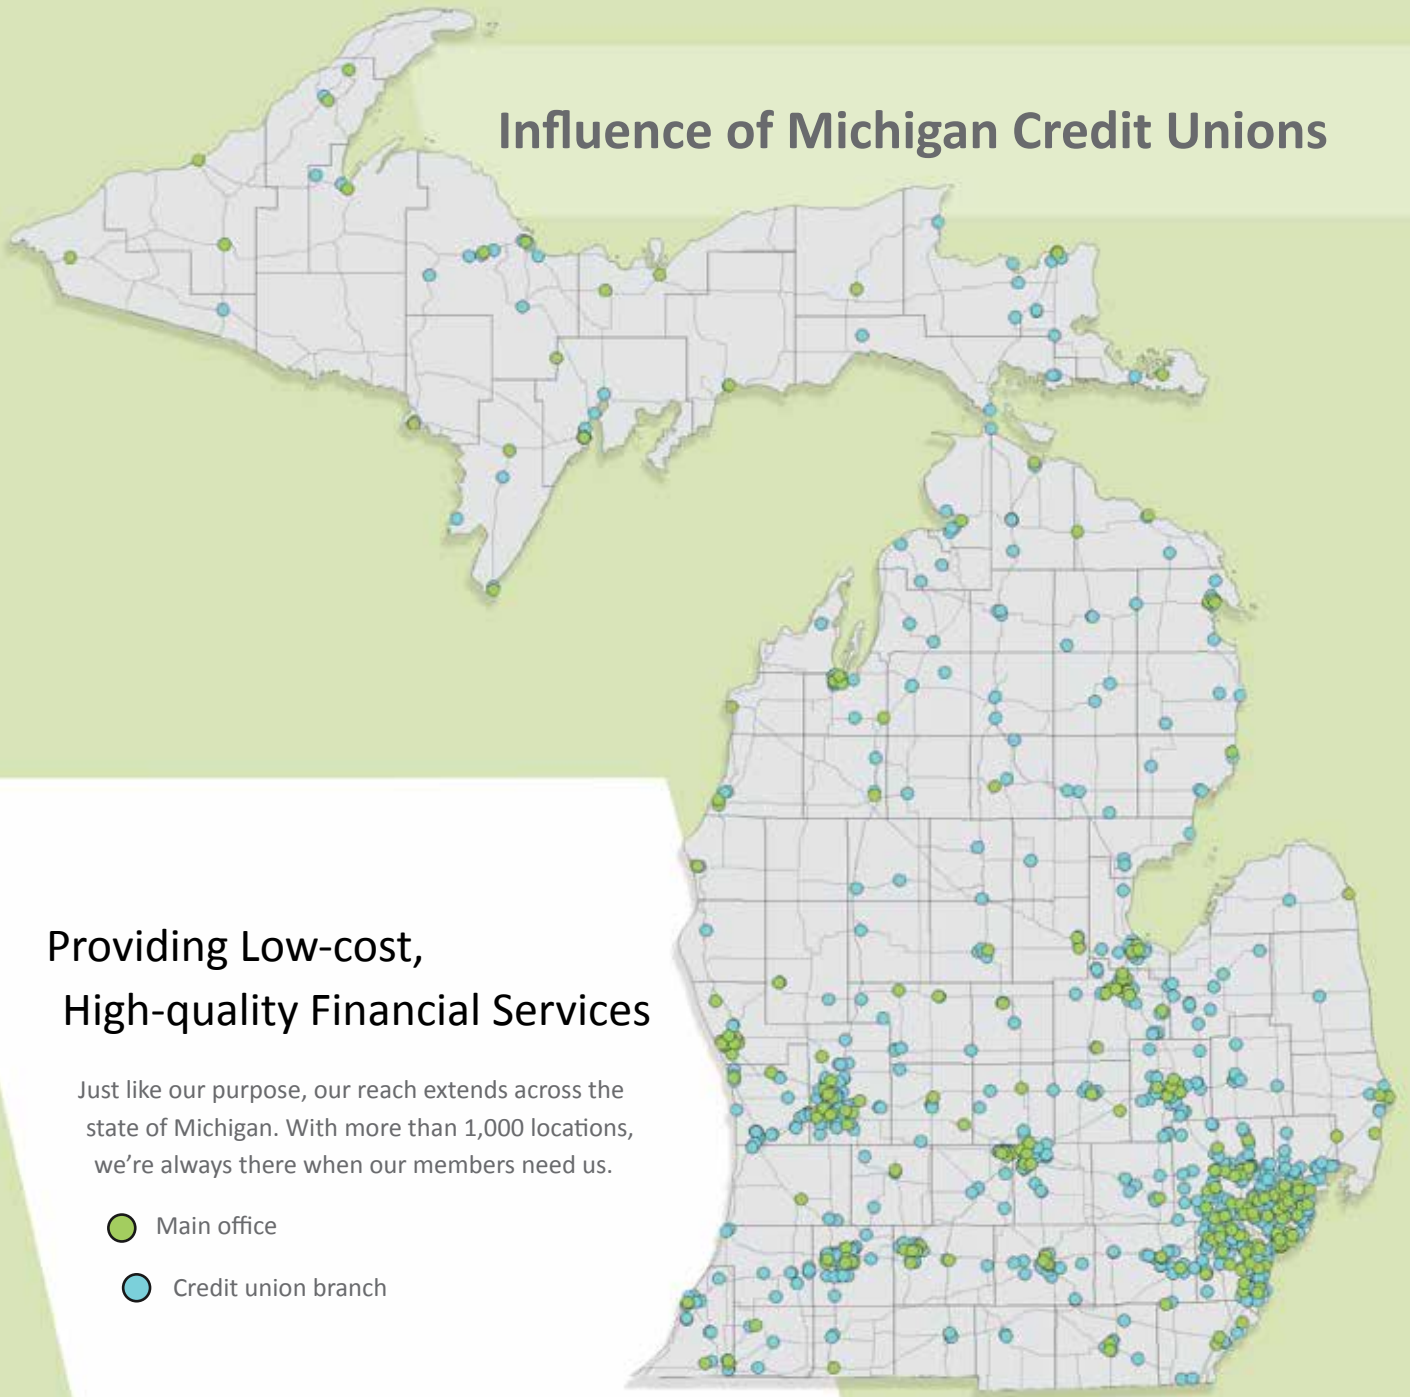 Influence of Michigan Credit Unions
Providing Low-cost,
High-quality Financial Services
Just like our purpose, our reach extends across the
state of Michigan. With more than 1,000 locations,
we're always there when our members need us.
Main office
Credit union branch